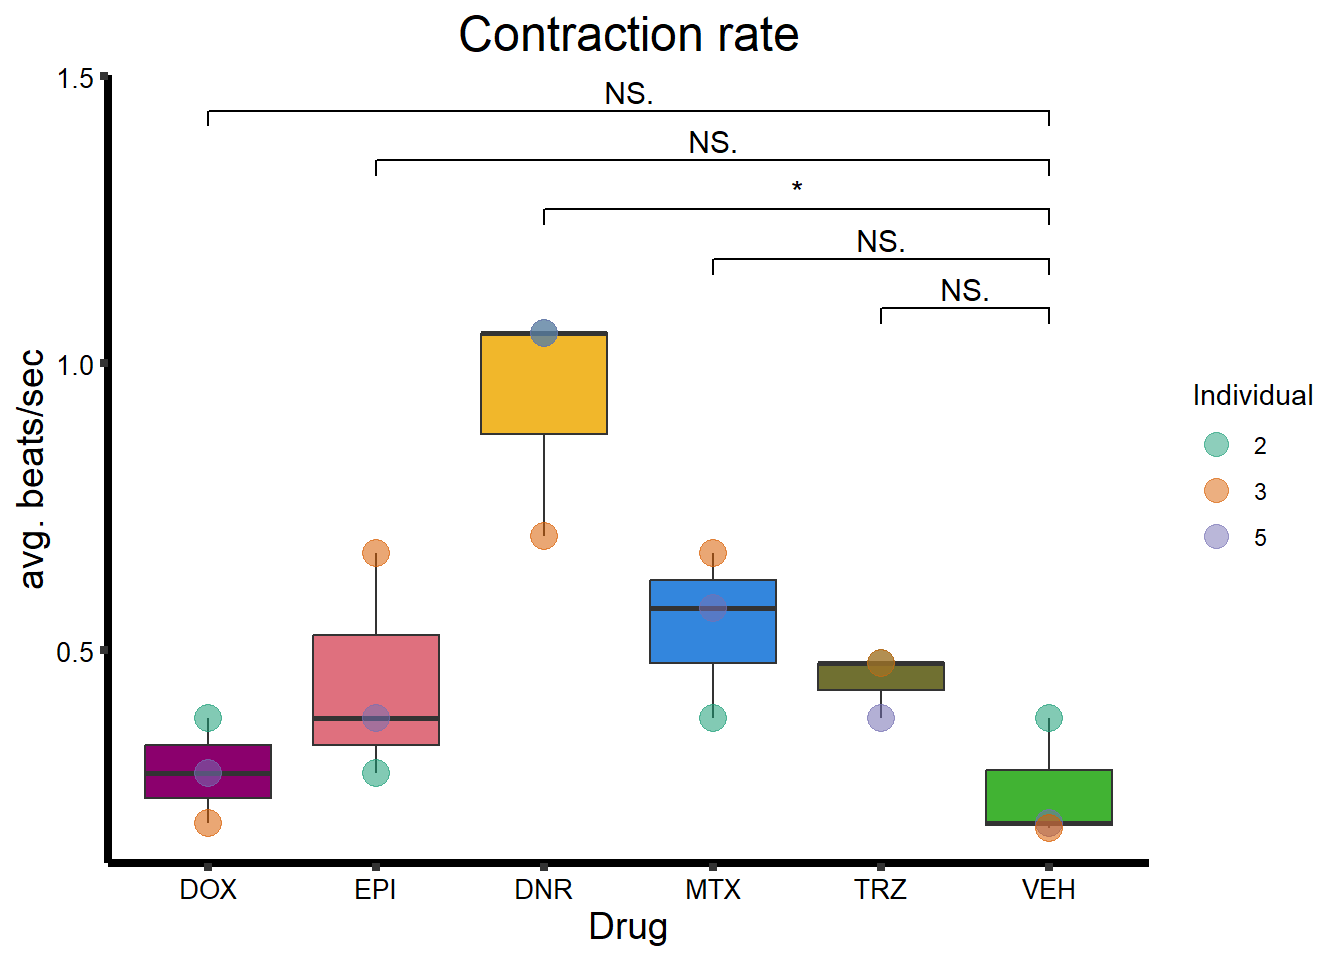 Contraction rate
1.5
NS.
NS.
*
NS.
NS.
1.0
0.5
avg. beats/sec
Individual
2
3
5
DOX EPI DNR MTX TRZ VEH
Drug